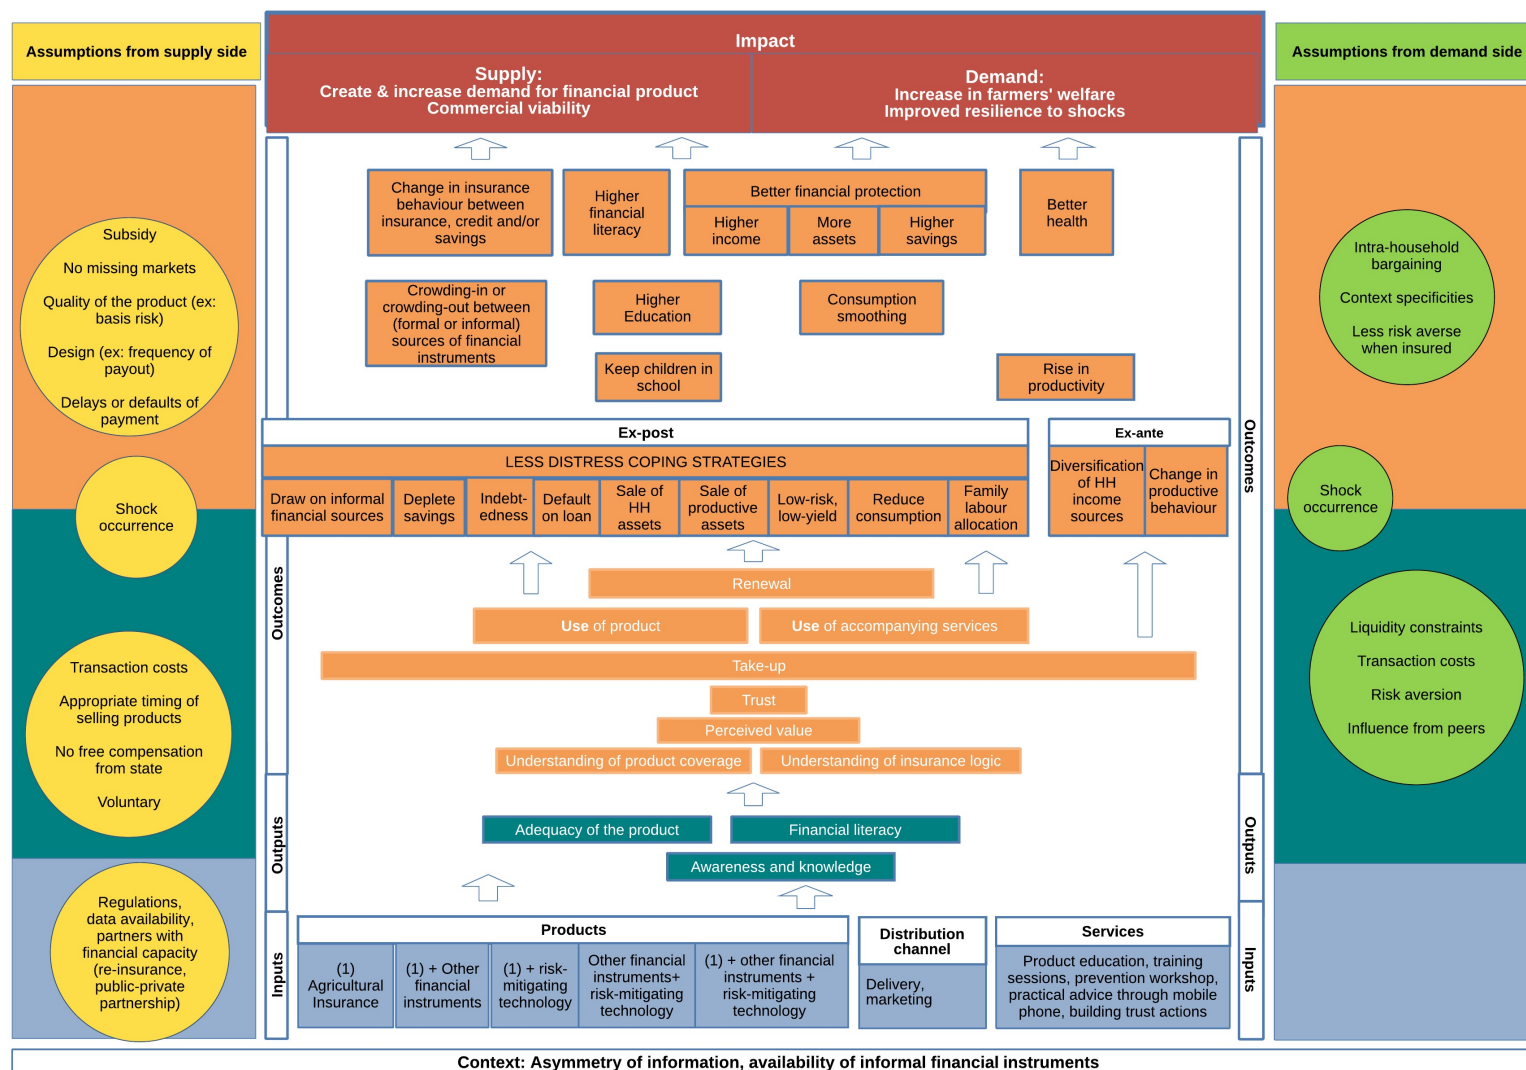 Assumptions from supply side
Impact
Supply:
Create & increase demand for financial product
Commercial viability
Demand:
Increase in farmers' welfare
Improved resilience to shocks
Assumptions from demand side
Subsidy
No missing markets
Quality of the product (ex:
basis risk)
Design (ex: frequency of
payout)
Delays or defaults of
payment
Shock
occurrence
Transaction costs
Appropriate timing of
selling products
No free compensation
from state
Voluntary
Regulations,
data availability,
partners with
financial capacity
(re-insurance,
public-private
partnership)
Outcomes
Outputs
Inputs
Change in insurance
behaviour between
insurance, credit and/or
savings
Higher
financial
literacy
Better financial protection
Higher
income
More
assets
Higher
savings
Better
health
Crowding-in or
crowding-out between
(formal or informal)
sources of financial
instruments
Higher
Education
Consumption
smoothing
Keep children in
school
Rise in
productivity
Ex-post
LESS DISTRESS COPING STRATEGIES
Draw on informal
financial sources
Deplete
savings
Indebt-
edness
Default
on loan
Sale of
HH
assets
Sale of
productive
assets
Low-risk,
low-yield
Reduce
consumption
Family
labour
allocation
Ex-ante
Diversification
of HH
income
sources
Change in
productive
behaviour
Renewal
Use of product
Use of accompanying services
Take-up
Trust
Perceived value
Understanding of product coverage
Understanding of insurance logic
Adequacy of the product
Financial literacy
Awareness and knowledge
Products
(1)
Agricultural
Insurance
(1) + Other
financial
instruments
(1) + risk-
mitigating
technology
Other financial
instruments+
risk-mitigating
technology
(1) + other financial
instruments +
risk-mitigating
technology
Distribution
channel
Delivery,
marketing
Services
Product education, training
sessions, prevention workshop,
practical advice through mobile
phone, building trust actions
Outcomes
Outputs
Inputs
Intra-household
bargaining
Context specificities
Less risk averse
when insured
Shock
occurrence
Liquidity constraints
Transaction costs
Risk aversion
Influence from peers
Context: Asymmetry of information, availability of informal financial instruments